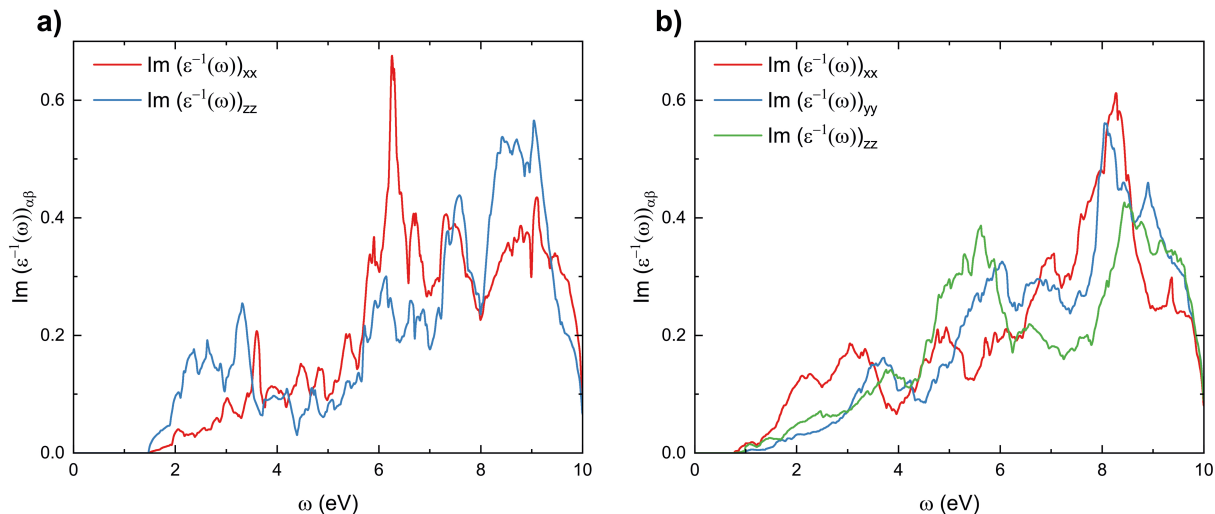 a)
Im (ε⁻¹(ω))xx
Im (ε⁻¹(ω))zz
Im (ε⁻¹(ω))αβ
0.6
0.4
0.2
0.0
0 2 4 6 8 10
ω (eV)
b)
Im (ε⁻¹(ω))xx
Im (ε⁻¹(ω))yy
Im (ε⁻¹(ω))zz
Im (ε⁻¹(ω))αβ
0.6
0.4
0.2
0.0
0 2 4 6 8 10
ω (eV)